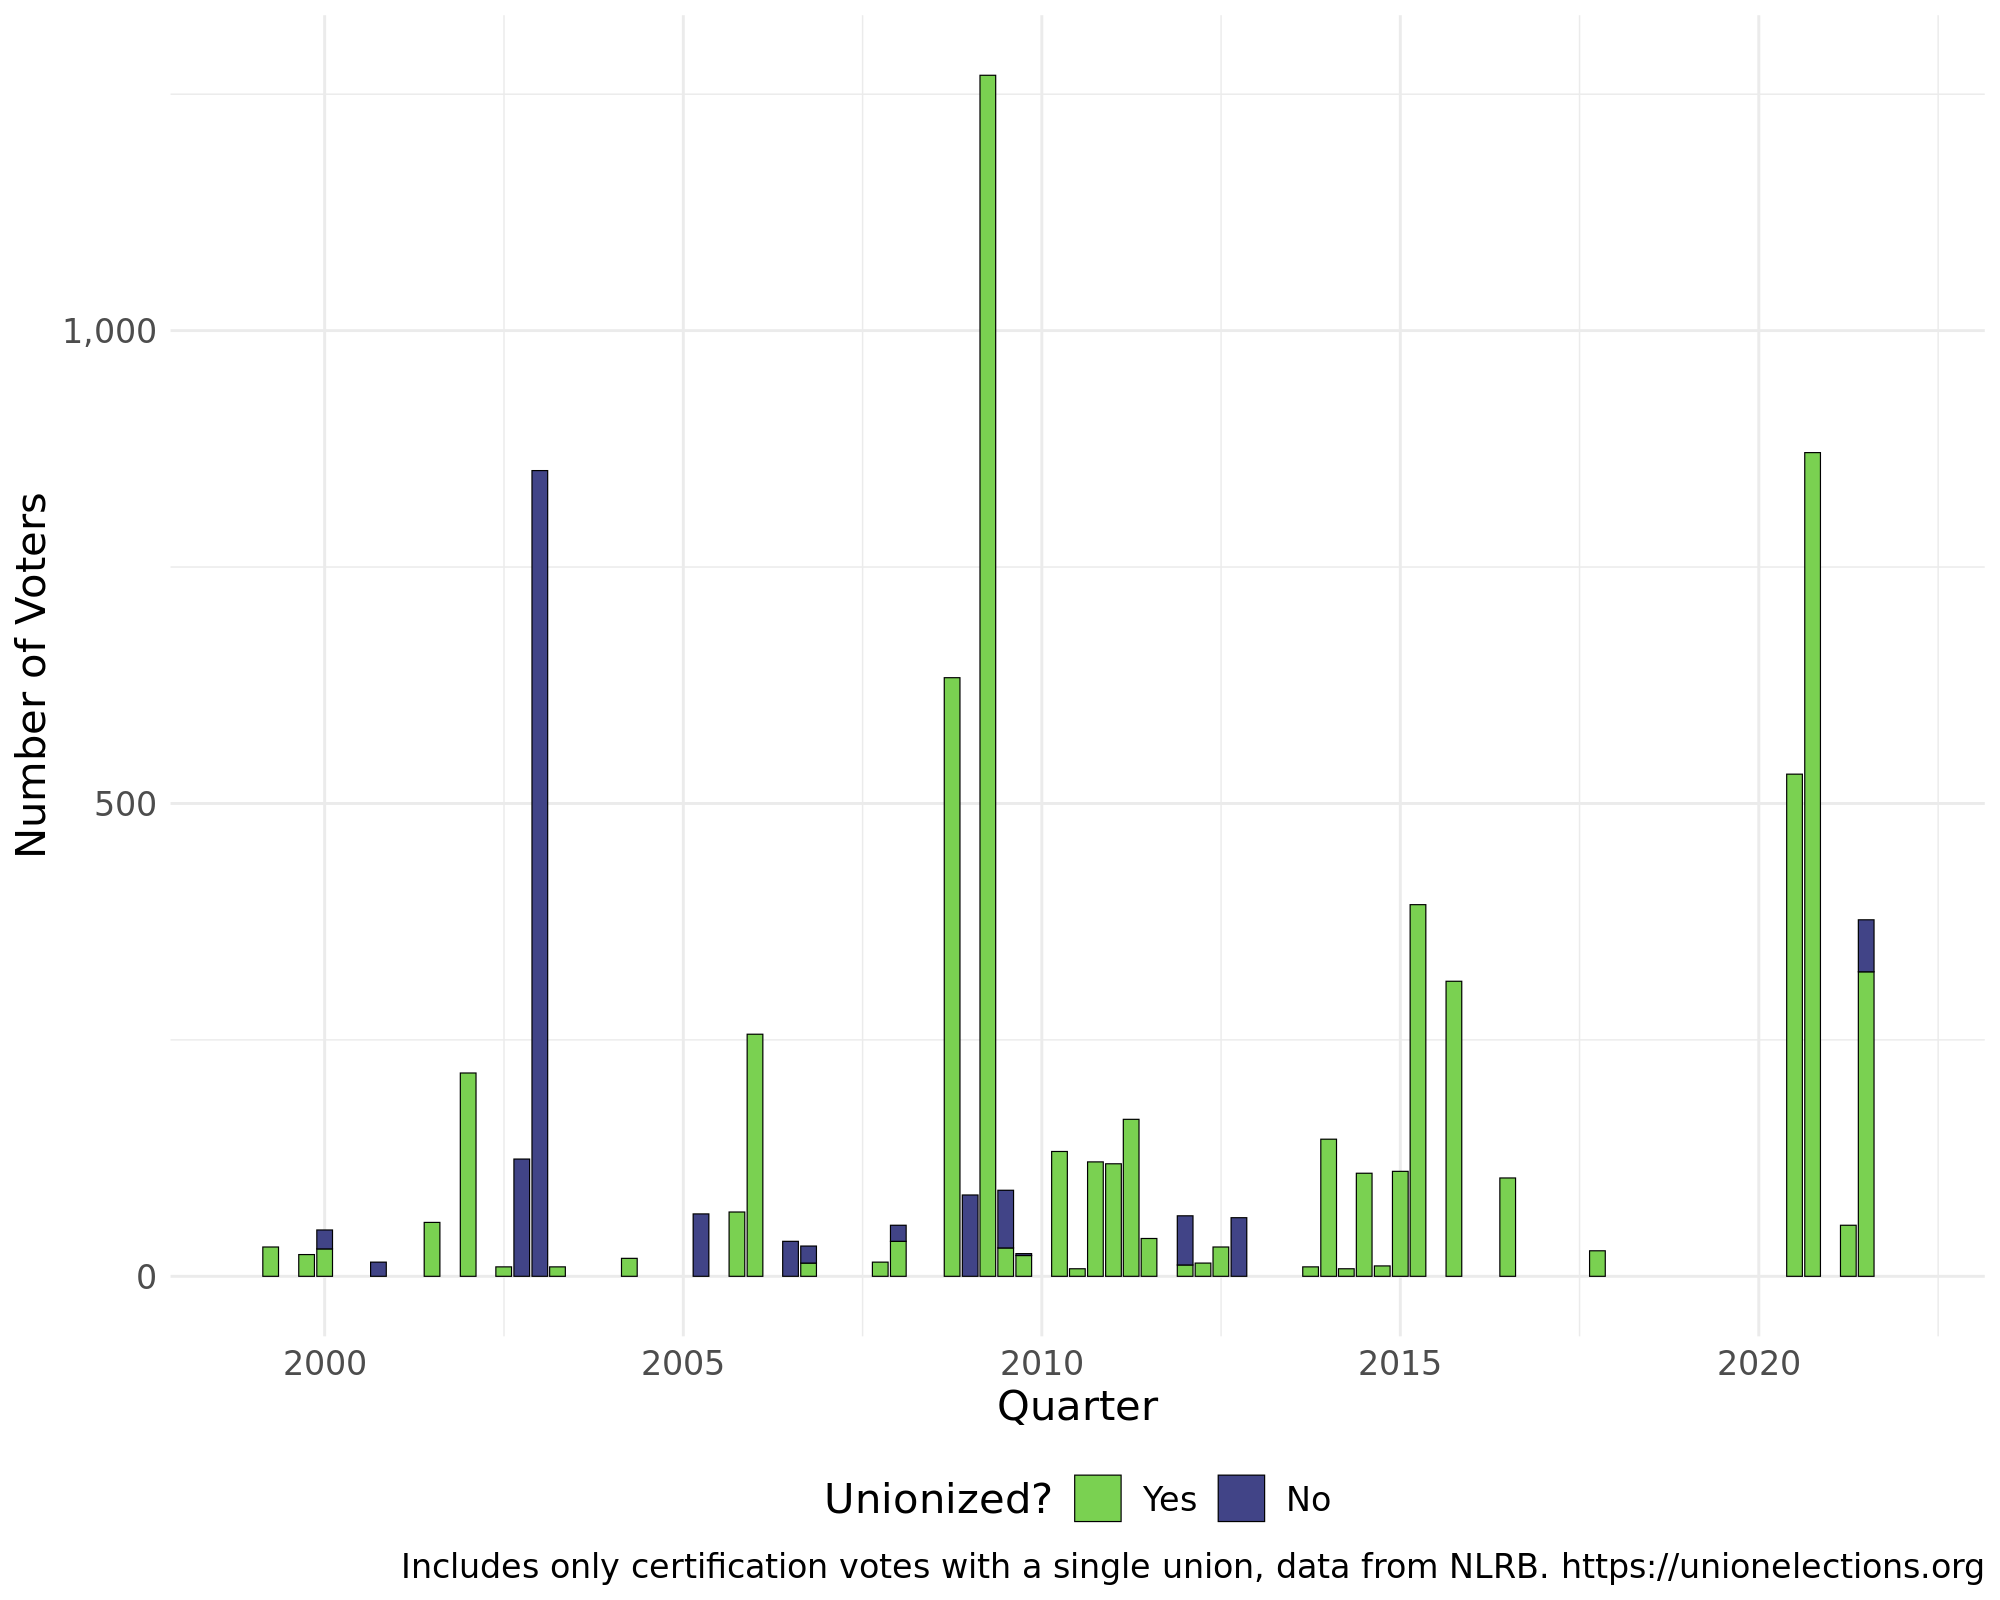 Number of Voters
1,000
500
0
2000 2005 2010 2015 2020
Quarter
Unionized? Yes No
Includes only certification votes with a single union, data from NLRB. https://unionelections.org